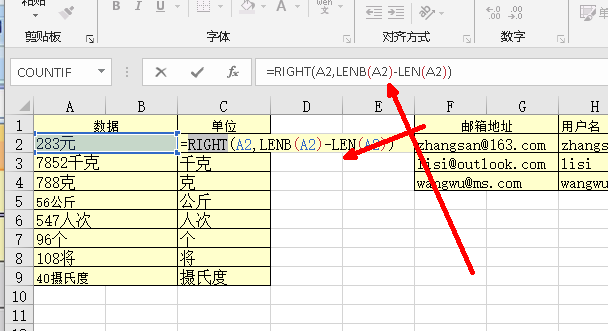 粘贴
B I U A A 文
% ,
剪贴板 字体 对齐方式 数字
COUNTIF =RIGHT(A2,LENB(A2)-LEN(A2))
A B C D E F G H
1 数据 单位 邮箱地址 用户名
2 283元 =RIGHT(A2,LENB(A2)-LEN(A2)) zhangsan@163.com zhangs
3 7852千克 千克 lisi@outlook.com lisi
4 788克 克 wangwu@ms.com wangwu
5 56公斤 公斤
6 547人次 人次
7 96个 个
8 108将 将
9 40摄氏度 摄氏度
10
11
12